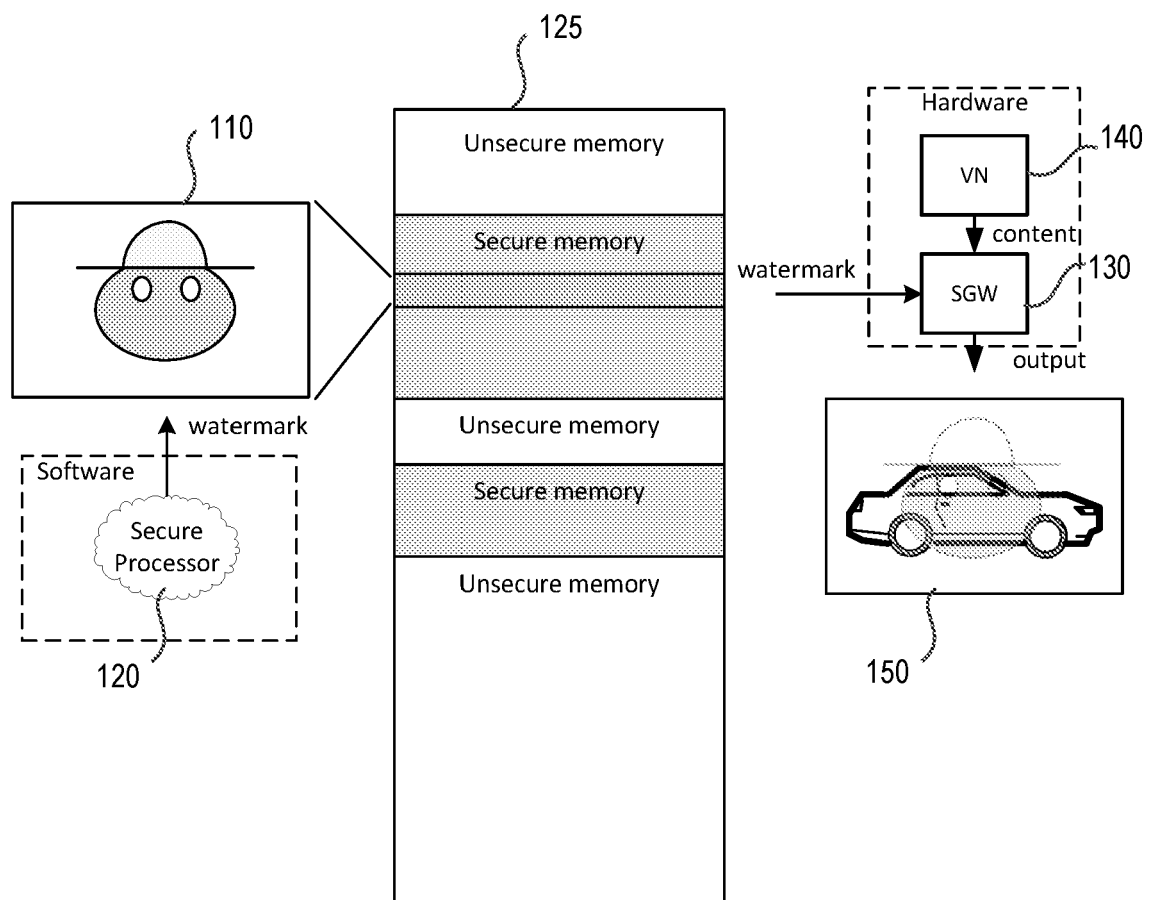 125
110
Unsecure memory
Hardware
140
VN
Secure memory
content
watermark
130
SGW
output
watermark
Unsecure memory
Software
Secure memory
Secure
Processor
Unsecure memory
120
150